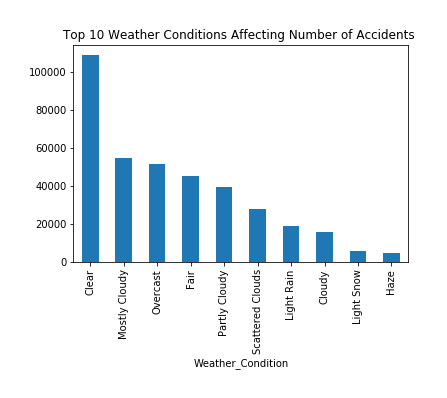 Top 10 Weather Conditions Affecting Number of Accidents
100000
80000
60000
40000
20000
0
Clear
Mostly Cloudy
Overcast
Fair
Partly Cloudy
Scattered Clouds
Light Rain
Cloudy
Light Snow
Haze
Weather_Condition